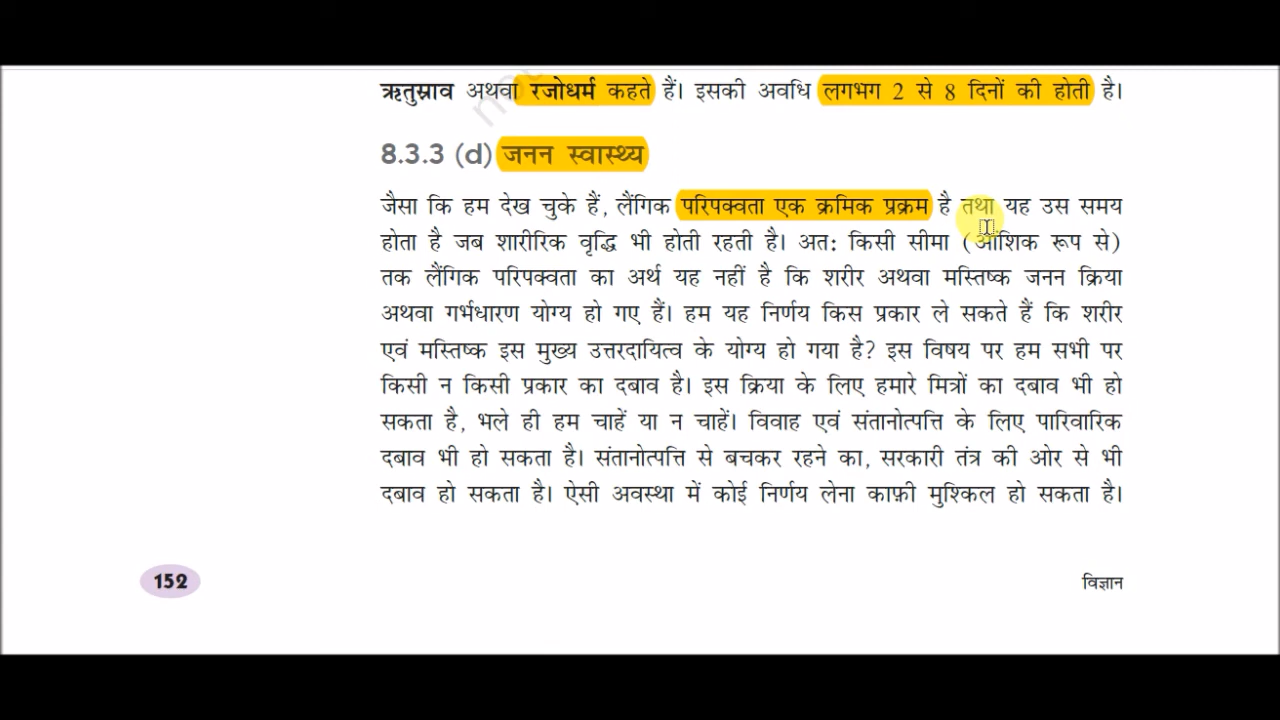 ऋतुस्राव अथवा रजोधर्म कहते हैं। इसकी अवधि लगभग 2 से 8 दिनों की होती है।
8.3.3 (d) जनन स्वास्थ्य
जैसा कि हम देख चुके हैं, लैंगिक परिपक्वता एक क्रमिक प्रक्रम है तथा यह उस समय
होता है जब शारीरिक वृद्धि भी होती रहती है। अत: किसी सीमा (आंशिक रूप से)
तक लैंगिक परिपक्वता का अर्थ यह नहीं है कि शरीर अथवा मस्तिष्क जनन क्रिया
अथवा गर्भधारण योग्य हो गए हैं। हम यह निर्णय किस प्रकार ले सकते हैं कि शरीर
एवं मस्तिष्क इस मुख्य उत्तरदायित्व के योग्य हो गया है? इस विषय पर हम सभी पर
किसी न किसी प्रकार का दबाव है। इस क्रिया के लिए हमारे मित्रों का दबाव भी हो
सकता है, भले ही हम चाहें या न चाहें। विवाह एवं संतानोत्पत्ति के लिए पारिवारिक
दबाव भी हो सकता है। संतानोत्पत्ति से बचकर रहने का, सरकारी तंत्र की ओर से भी
दबाव हो सकता है। ऐसी अवस्था में कोई निर्णय लेना काफ़ी मुश्किल हो सकता है।
152
विज्ञान